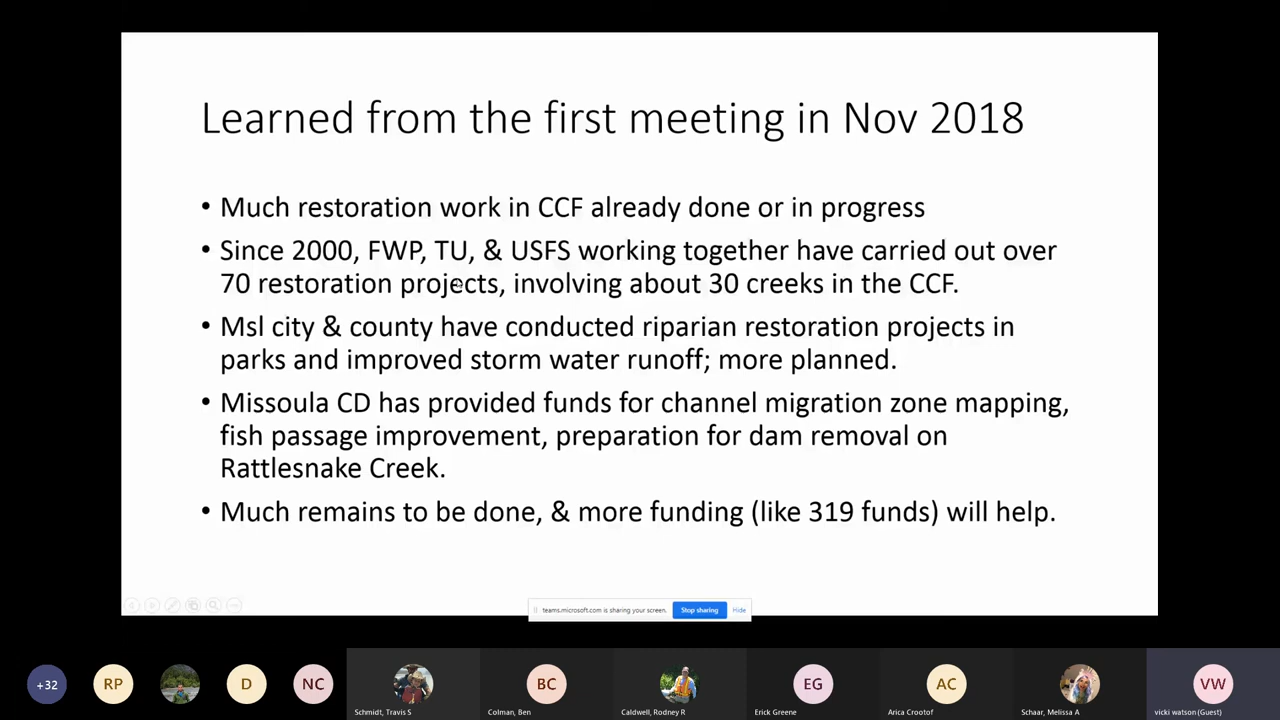 Learned from the first meeting in Nov 2018
• Much restoration work in CCF already done or in progress
• Since 2000, FWP, TU, & USFS working together have carried out over
70 restoration projects, involving about 30 creeks in the CCF.
• Msl city & county have conducted riparian restoration projects in
parks and improved storm water runoff; more planned.
• Missoula CD has provided funds for channel migration zone mapping,
fish passage improvement, preparation for dam removal on
Rattlesnake Creek.
• Much remains to be done, & more funding (like 319 funds) will help.
teams.microsoft.com is sharing your screen. Stop sharing Hide
+32 RP D NC BC EG AC VW
Schmidt, Travis S Colman, Ben Caldwell, Rodney R Erick Greene Arica Crootof Schaar, Melissa A vicki watson (Guest)